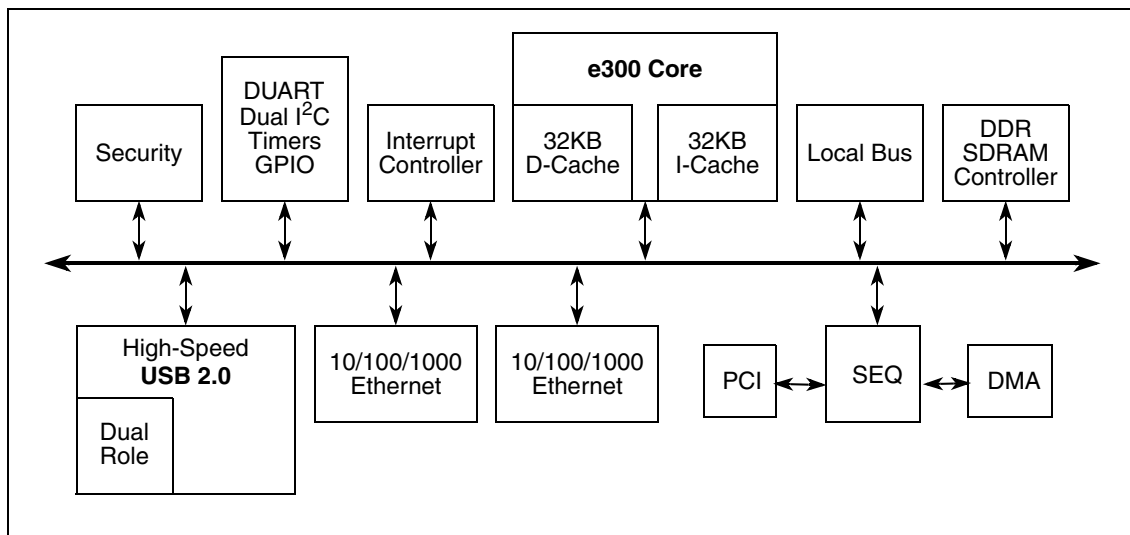 Security
DUART
Dual I²C
Timers
GPIO
Interrupt
Controller
e300 Core
32KB
D-Cache
32KB
I-Cache
Local Bus
DDR
SDRAM
Controller
High-Speed
USB 2.0
Dual
Role
10/100/1000
Ethernet
10/100/1000
Ethernet
PCI
SEQ
DMA